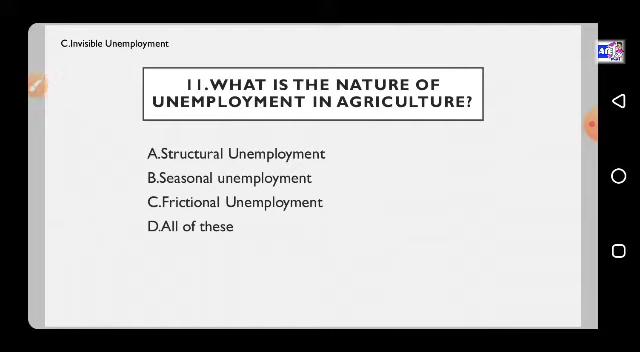 C.Invisible Unemployment
11.WHAT IS THE NATURE OF
UNEMPLOYMENT IN AGRICULTURE?
A.Structural Unemployment
B.Seasonal unemployment
C.Frictional Unemployment
D.All of these